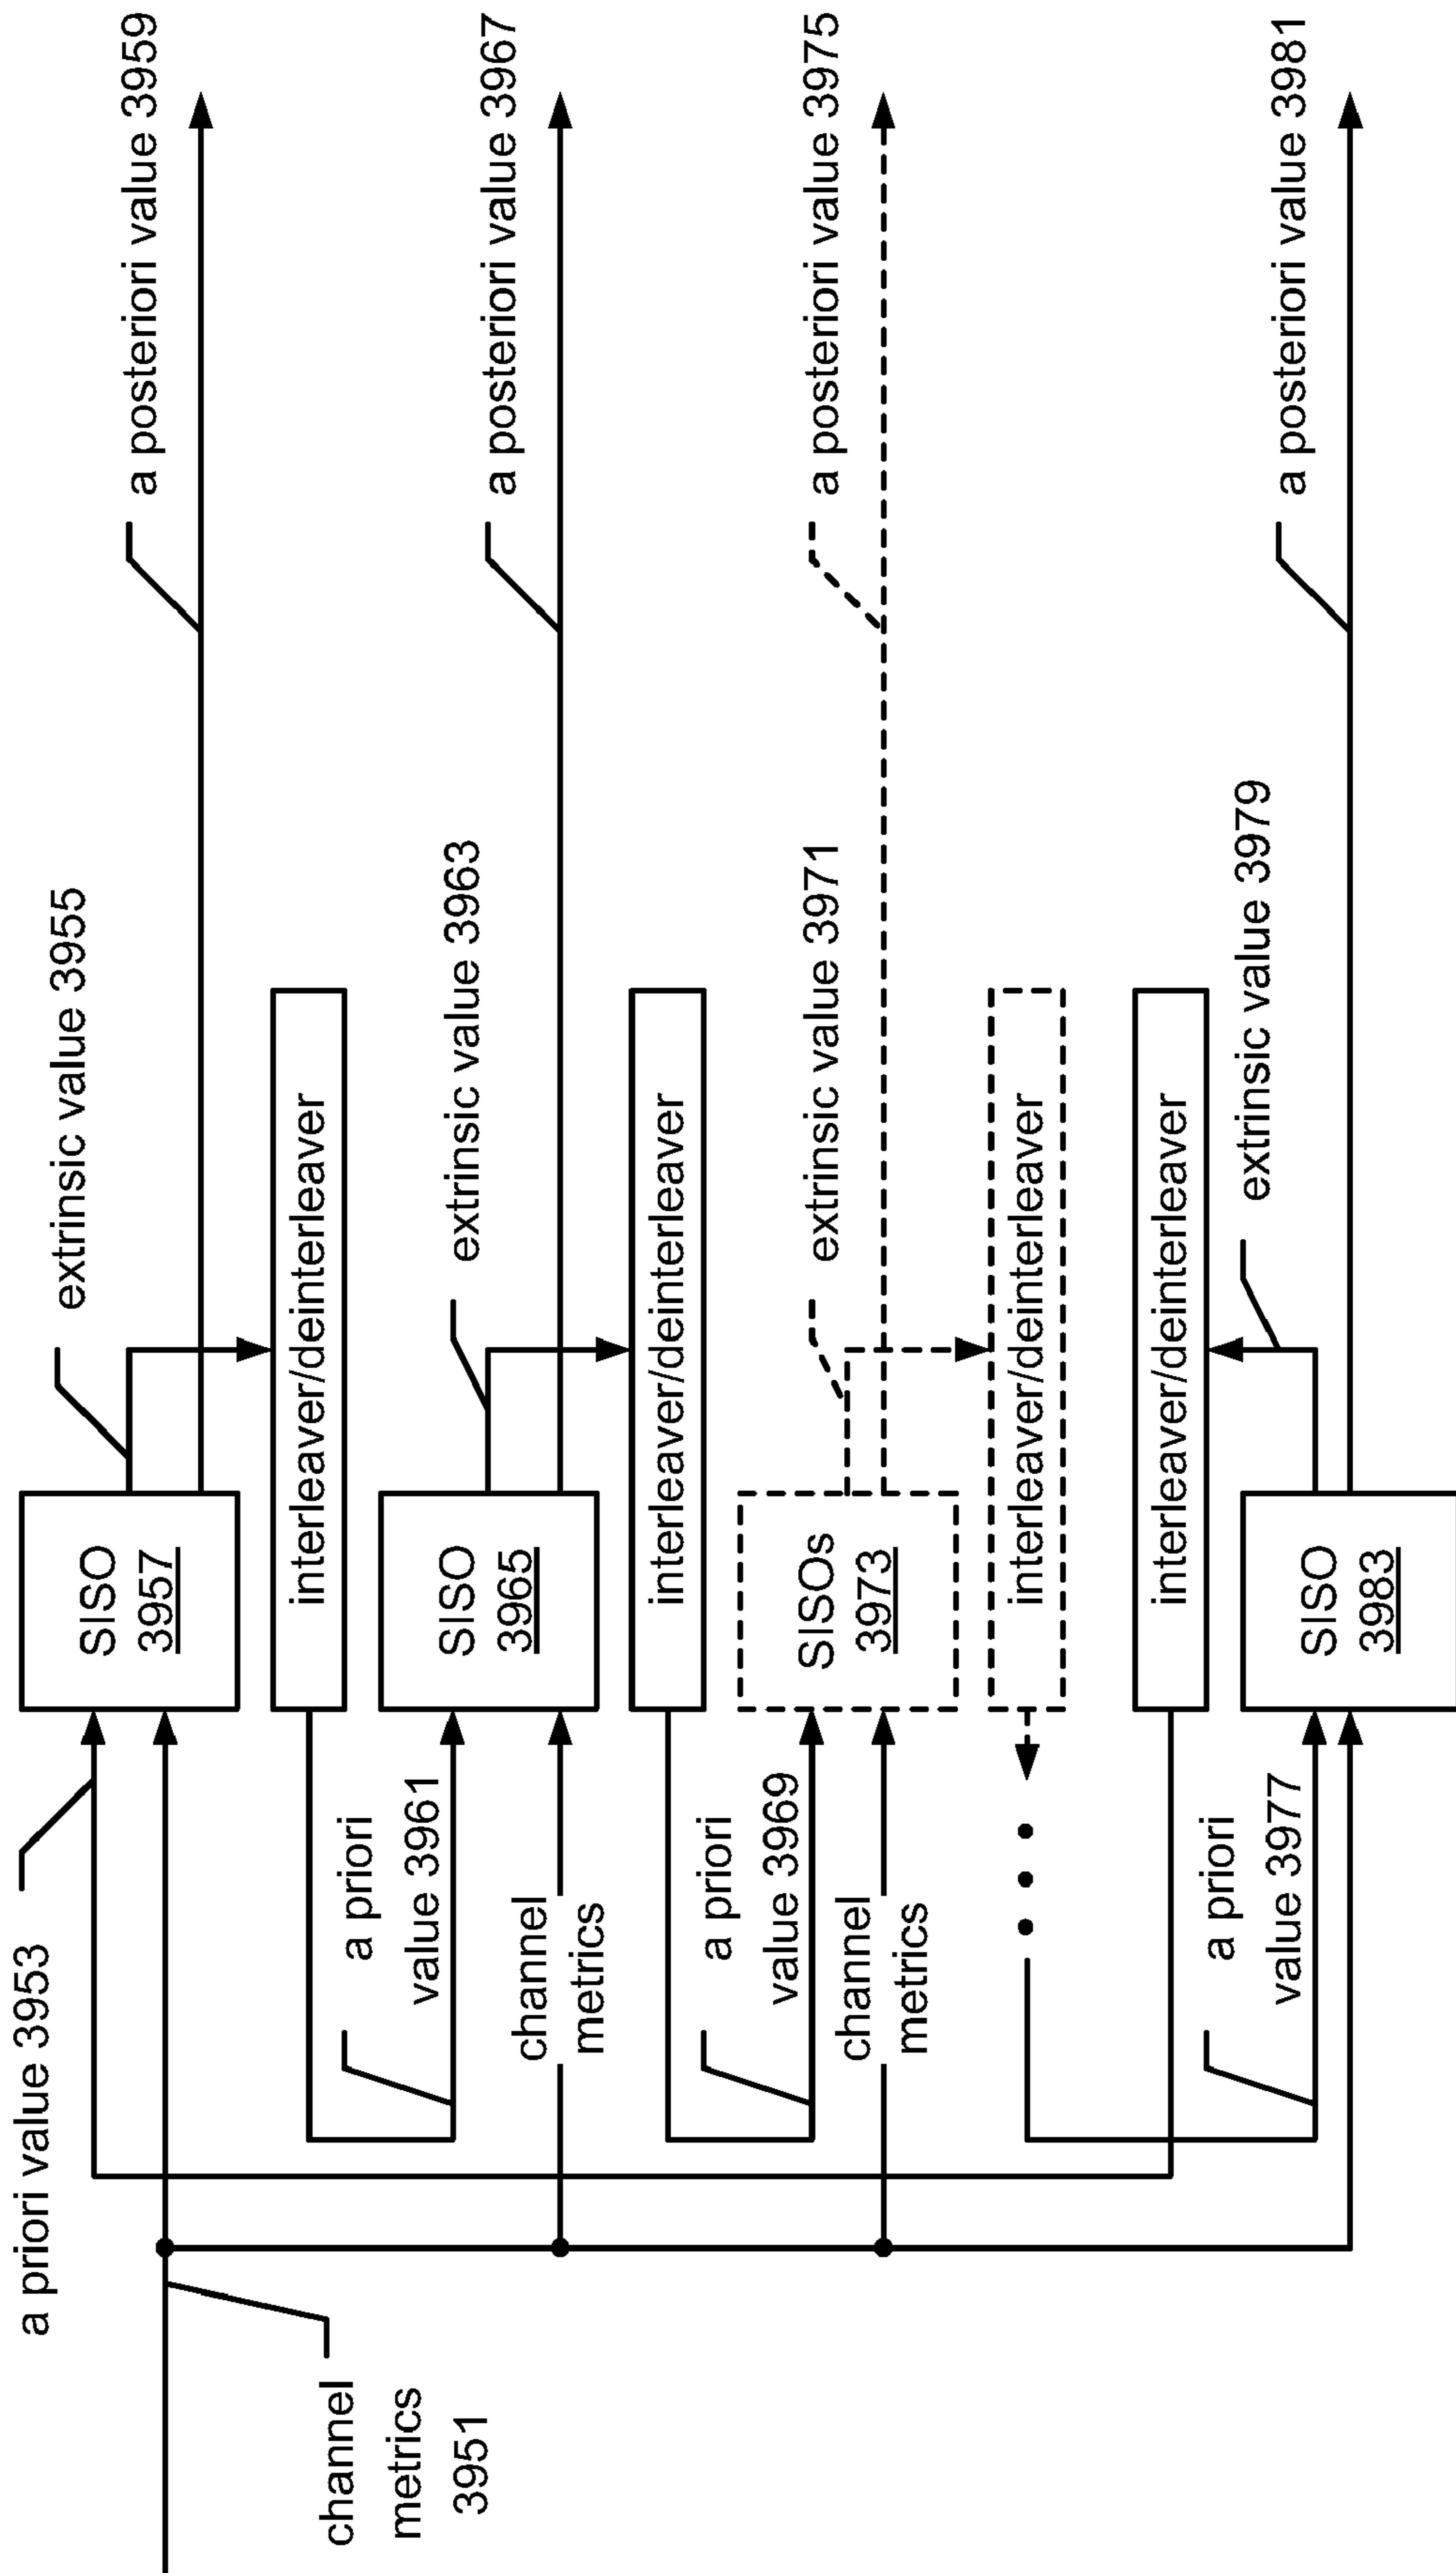 a priori value 3953
extrinsic value 3955
a posteriori value 3959
SISO
3957
channel
metrics
3951
interleaver/deinterleaver
a priori
value 3961
extrinsic value 3963
a posteriori value 3967
SISO
3965
channel
metrics
interleaver/deinterleaver
a priori
value 3969
extrinsic value 3971
a posteriori value 3975
SISOs
3973
channel
metrics
interleaver/deinterleaver
interleaver/deinterleaver
a priori
value 3977
extrinsic value 3979
a posteriori value 3981
SISO
3983